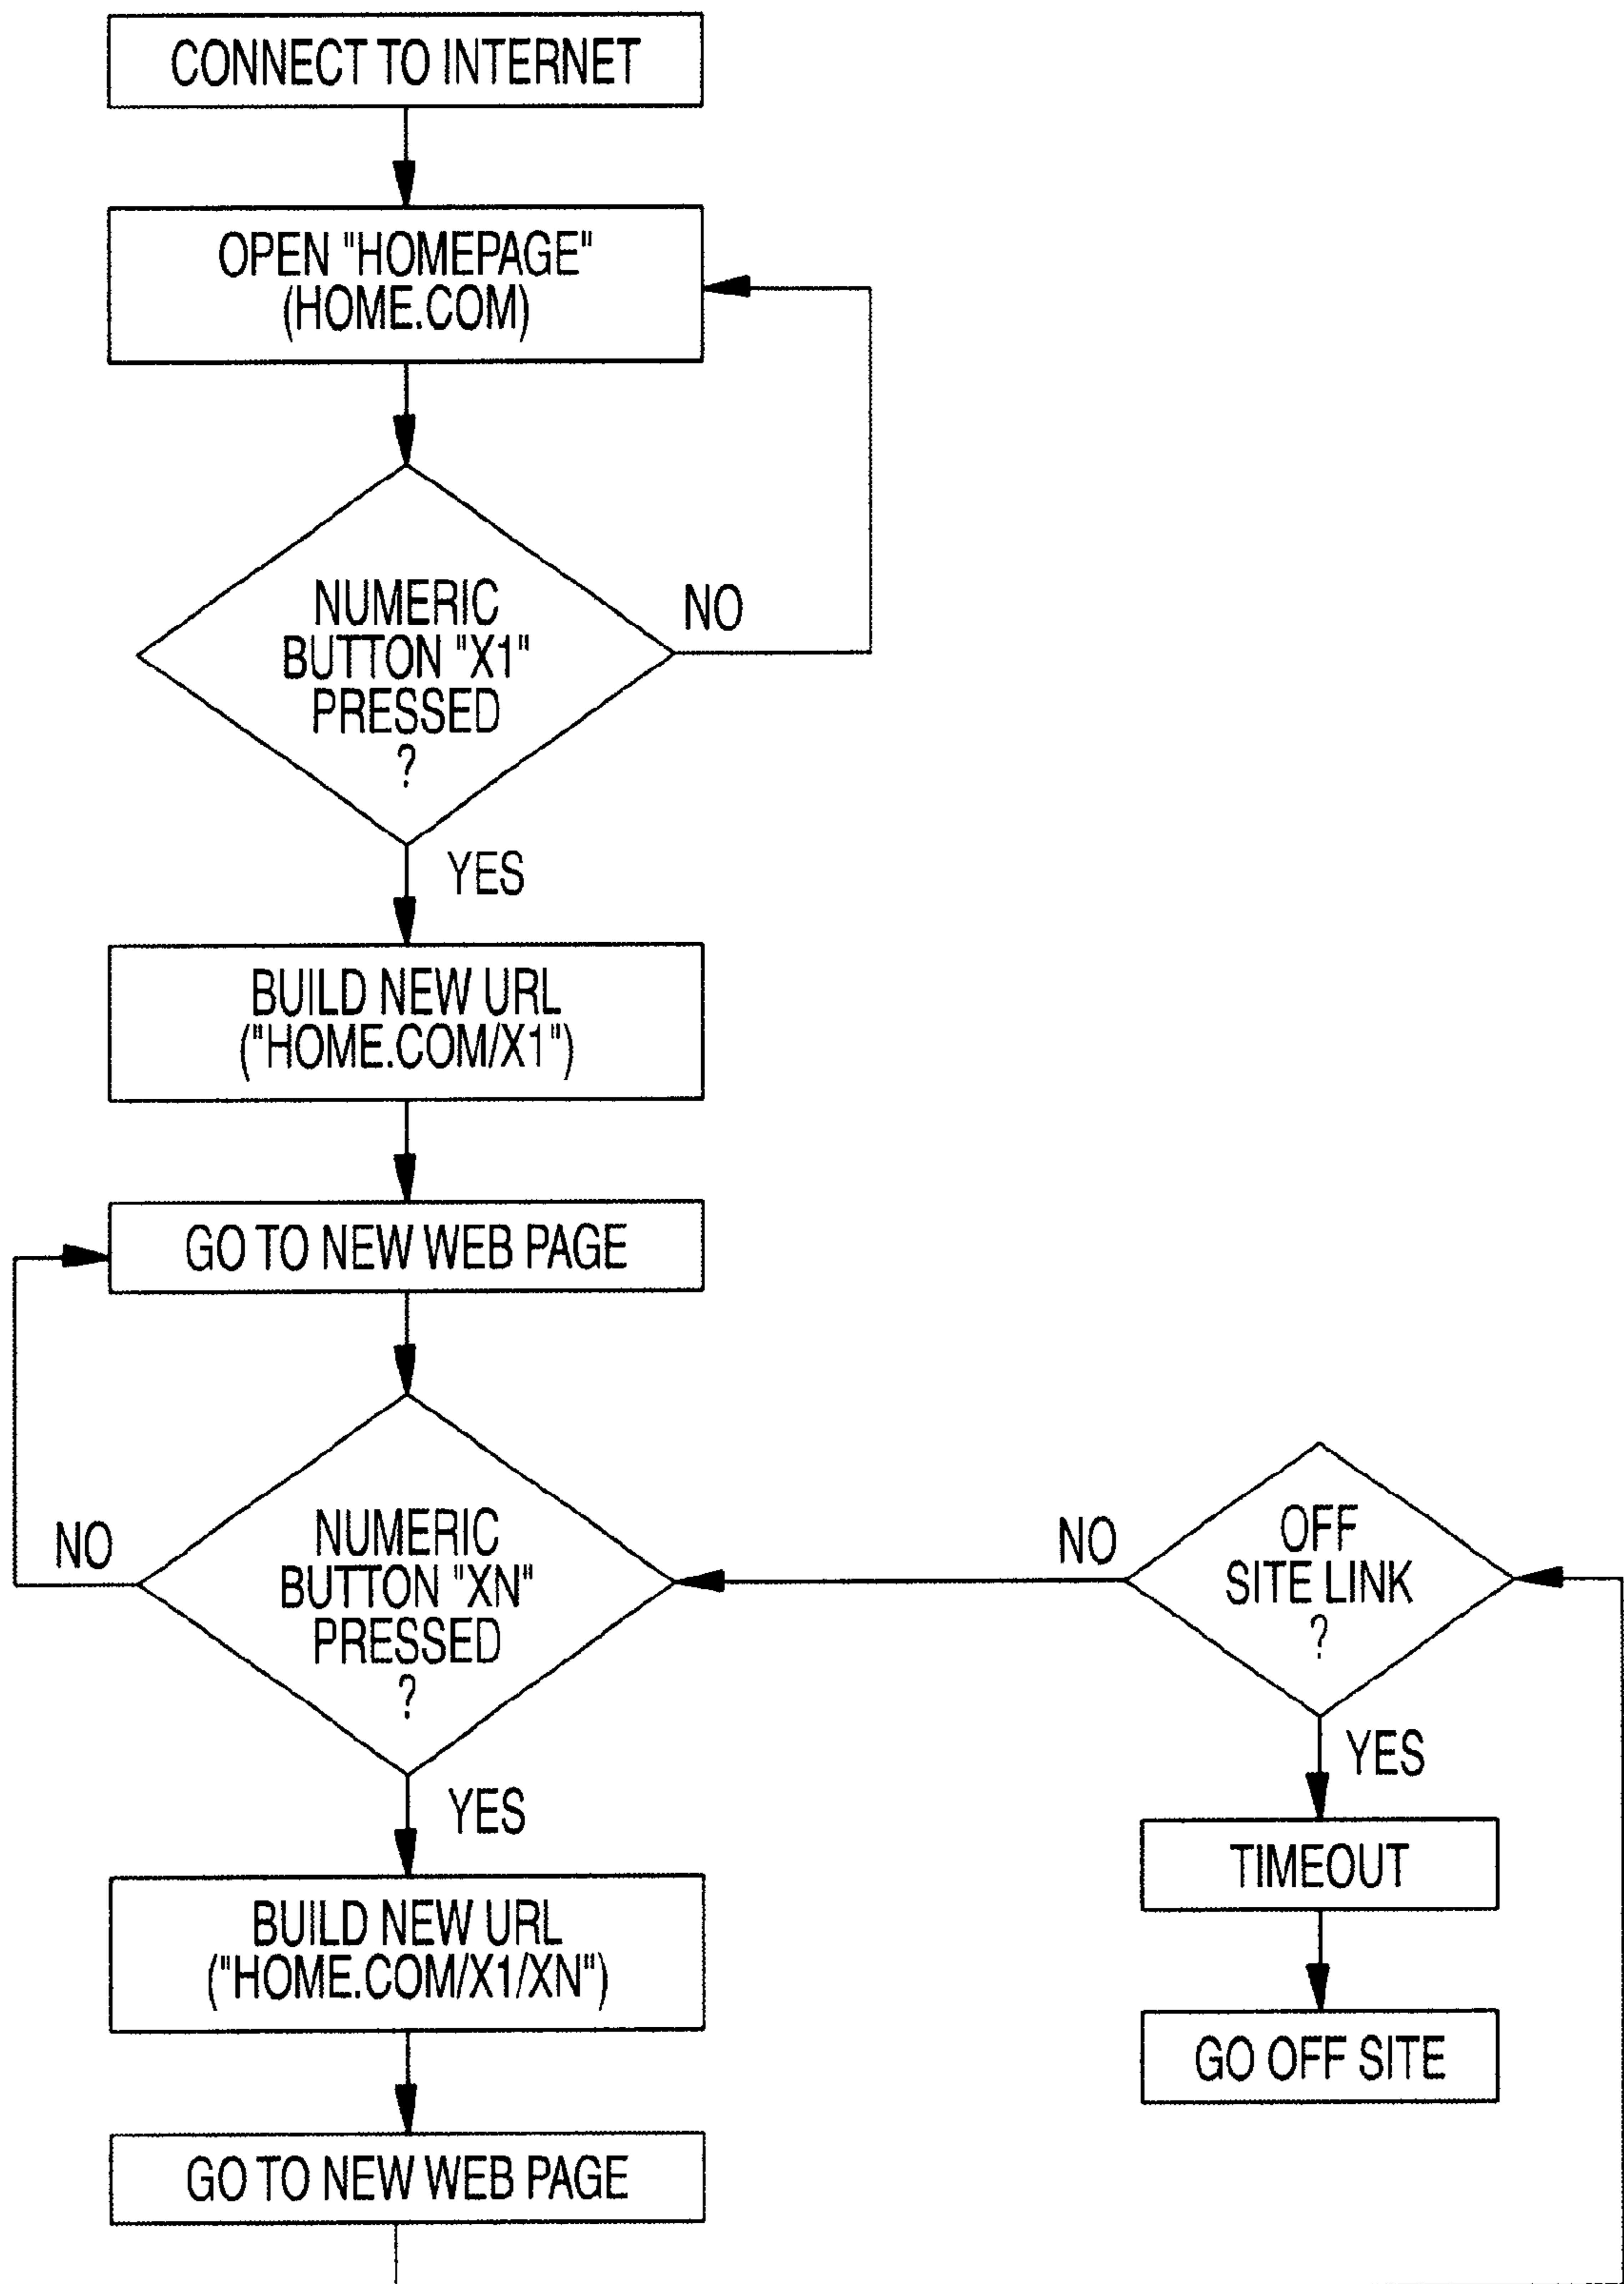 CONNECT TO INTERNET
OPEN "HOMEPAGE"
(HOME.COM)
NUMERIC
BUTTON "X1"
PRESSED
?
NO
YES
BUILD NEW URL
("HOME.COM/X1")
GO TO NEW WEB PAGE
NUMERIC
BUTTON "XN"
PRESSED
?
NO
YES
BUILD NEW URL
("HOME.COM/X1/XN")
GO TO NEW WEB PAGE
OFF
SITE LINK
?
NO
YES
TIMEOUT
GO OFF SITE